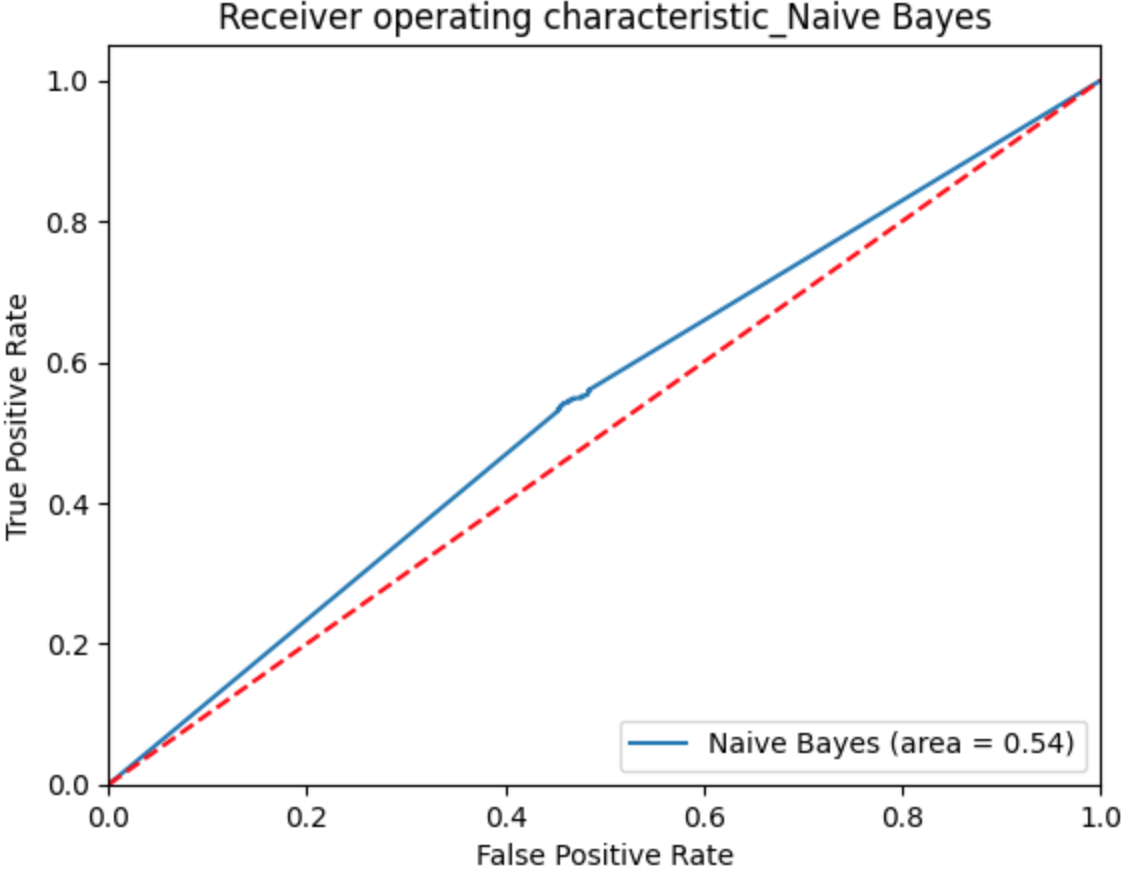 Receiver operating characteristic_Naive Bayes
True Positive Rate
1.0
0.8
0.6
0.4
0.2
0.0
Naive Bayes (area = 0.54)
0.0 0.2 0.4 0.6 0.8 1.0
False Positive Rate